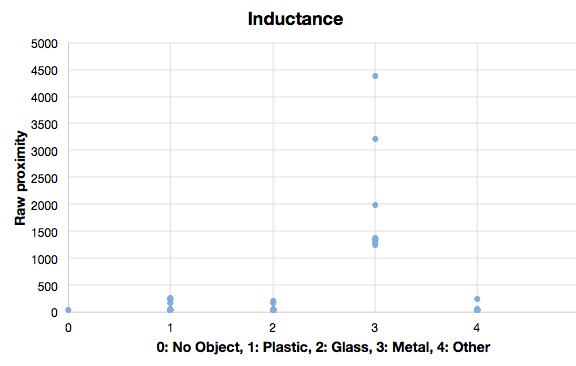 Inductance
5000
4500
4000
3500
3000
2500
2000
1500
1000
500
0
Raw proximity
0 1 2 3 4
0: No Object, 1: Plastic, 2: Glass, 3: Metal, 4: Other